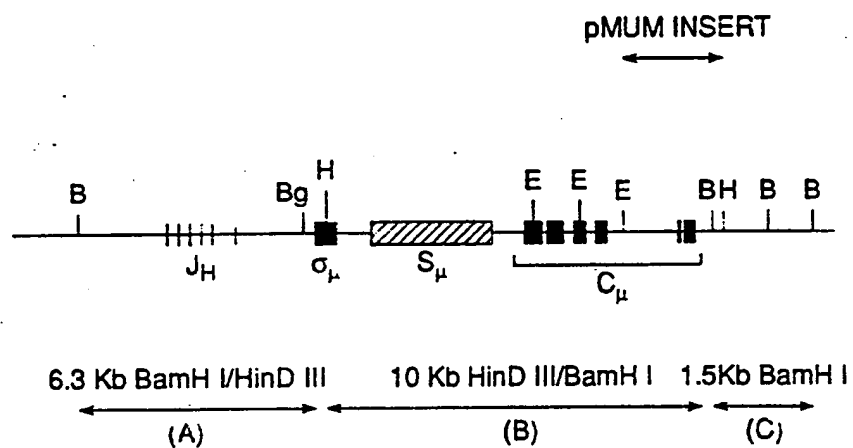 pMUM INSERT
B Bg H E E E B H B B
J_H σ_μ S_μ C_μ
6.3 Kb BamH I/HinD III 10 Kb HinD III/BamH I 1.5Kb BamH I
(A) (B) (C)